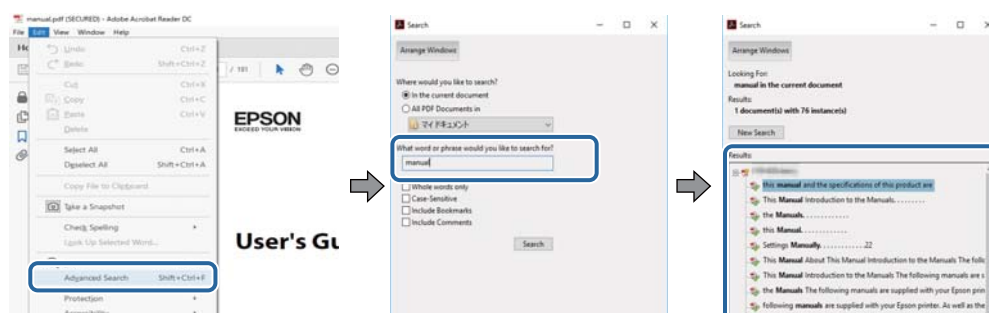 manual.pdf (SECURED) - Adobe Acrobat Reader DC
File Edit View Window Help
Undo Ctrl+Z
Redo Shift+Ctrl+Z
Cut Ctrl+X
Copy Ctrl+C
Paste Ctrl+V
Delete
Select All Ctrl+A
Deselect All Shift+Ctrl+A
Copy File to Clipboard
Take a Snapshot
Check Spelling
Look Up Selected Word...
Advanced Search Shift+Ctrl+F
Protection
Accessibility
/ 191
EPSON
EXCEED YOUR VISION
User's Gu
Search
Arrange Windows
Where would you like to search?
In the current document
All PDF Documents in
マイ ドキュメント
What word or phrase would you like to search for?
manual
Whole words only
Case-Sensitive
Include Bookmarks
Include Comments
Search
Search
Arrange Windows
Looking For:
manual in the current document
Results:
1 document(s) with 76 instance(s)
New Search
Results:
this manual and the specifications of this product are
This Manual Introduction to the Manuals. . . . . . . . .
the Manuals. . . . . . . . . . . . .
this Manual. . . . . . . . . . . . .
Settings Manually. . . . . . . . . . . . .22
This Manual About This Manual Introduction to the Manuals The follo
This Manual Introduction to the Manuals The following manuals are s
the Manuals The following manuals are supplied with your Epson prin
following manuals are supplied with your Epson printer. As well as the